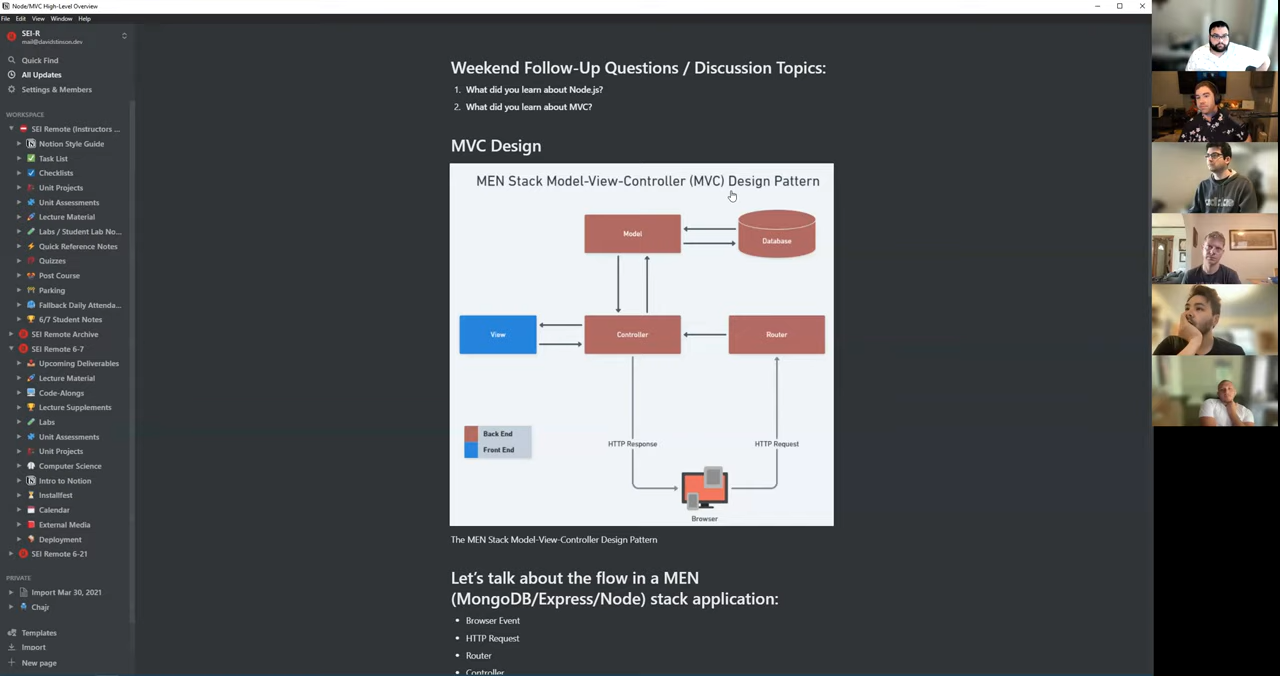 Node/MVC High-Level Overview
File Edit View Window Help
SEI-R
mail@davidstinson.dev
Quick Find
All Updates
Settings & Members
WORKSPACE
SEI Remote (Instructors ...
Notion Style Guide
Task List
Checklists
Unit Projects
Unit Assessments
Lecture Material
Labs / Student Lab No...
Quick Reference Notes
Quizzes
Post Course
Parking
Fallback Daily Attenda...
6/7 Student Notes
SEI Remote Archive
SEI Remote 6-7
Upcoming Deliverables
Lecture Material
Code-Alongs
Lecture Supplements
Labs
Unit Assessments
Unit Projects
Computer Science
Intro to Notion
Installfest
Calendar
External Media
Deployment
SEI Remote 6-21
PRIVATE
Import Mar 30, 2021
Chajr
Templates
Import
New page
Weekend Follow-Up Questions / Discussion Topics:
1. What did you learn about Node.js?
2. What did you learn about MVC?
MVC Design
MEN Stack Model-View-Controller (MVC) Design Pattern
Model
Database
View
Controller
Router
Back End
Front End
HTTP Response
HTTP Request
Browser
The MEN Stack Model-View-Controller Design Pattern
Let's talk about the flow in a MEN
(MongoDB/Express/Node) stack application:
• Browser Event
• HTTP Request
• Router
• Controller